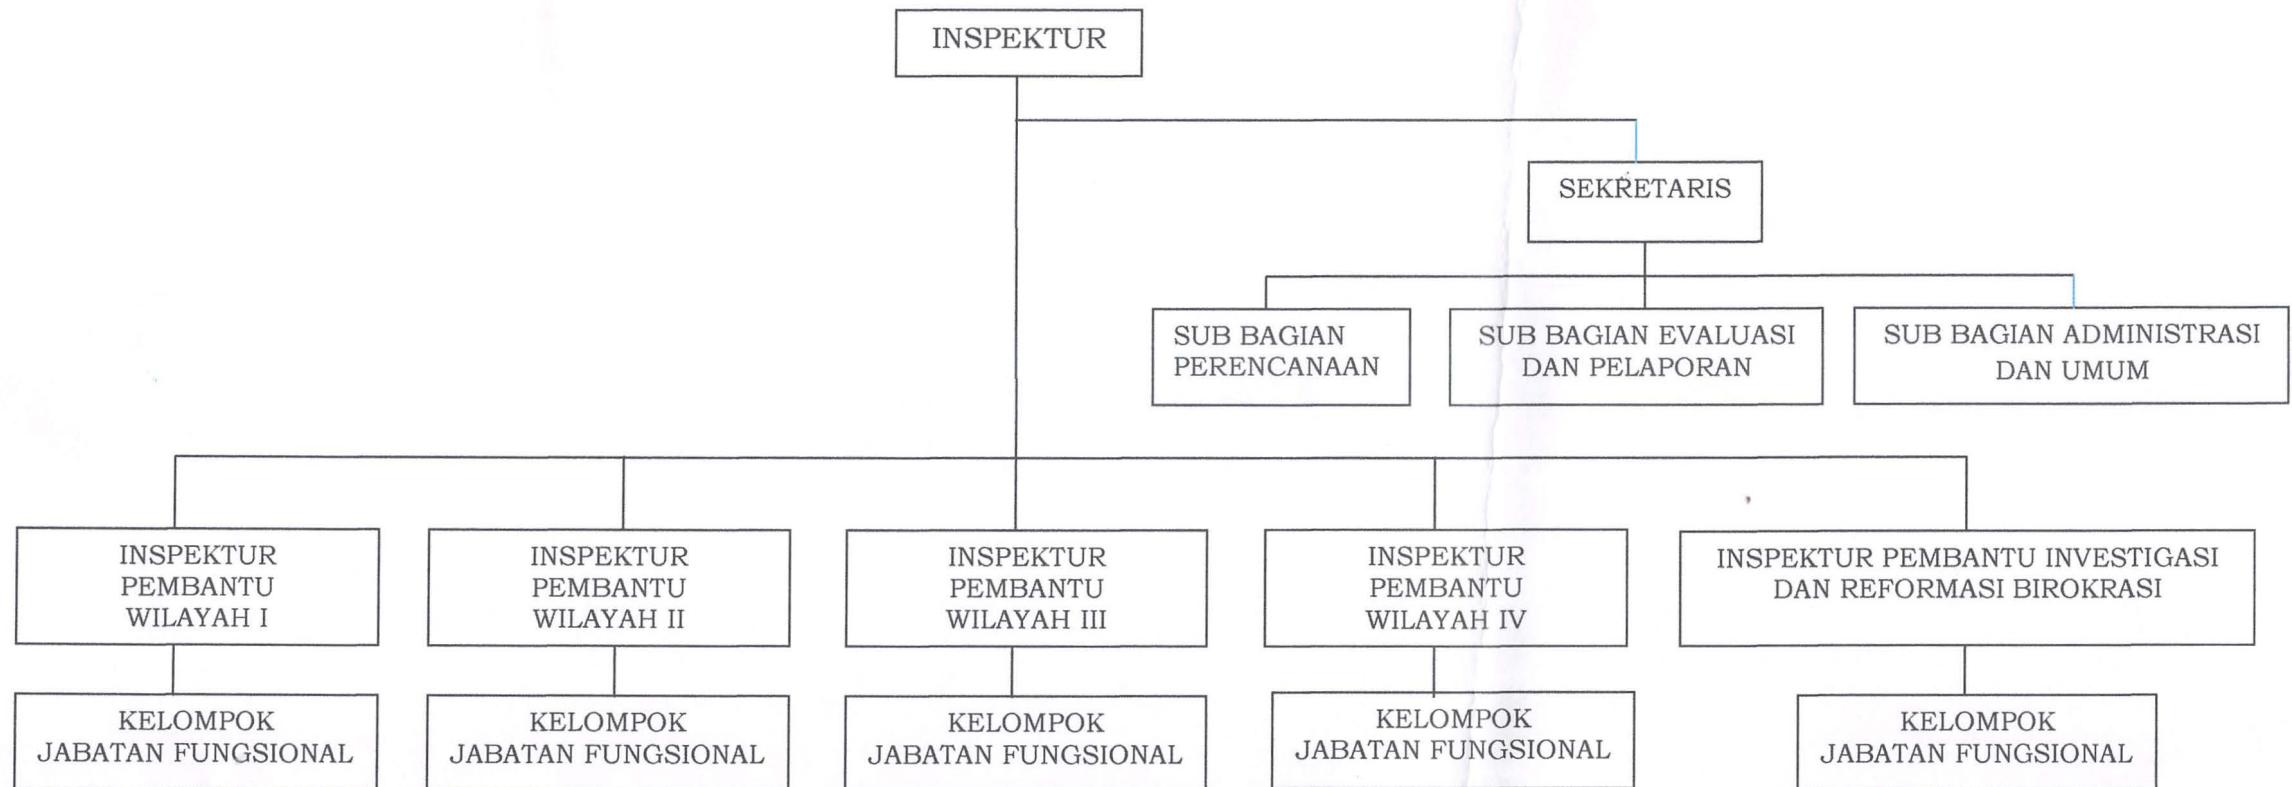 INSPEKTUR
SEKRETARIS
SUB BAGIAN
PERENCANAAN
SUB BAGIAN EVALUASI
DAN PELAPORAN
SUB BAGIAN ADMINISTRASI
DAN UMUM
INSPEKTUR
PEMBANTU
WILAYAH I
INSPEKTUR
PEMBANTU
WILAYAH II
INSPEKTUR
PEMBANTU
WILAYAH III
INSPEKTUR
PEMBANTU
WILAYAH IV
INSPEKTUR PEMBANTU INVESTIGASI
DAN REFORMASI BIROKRASI
KELOMPOK
JABATAN FUNGSIONAL
KELOMPOK
JABATAN FUNGSIONAL
KELOMPOK
JABATAN FUNGSIONAL
KELOMPOK
JABATAN FUNGSIONAL
KELOMPOK
JABATAN FUNGSIONAL